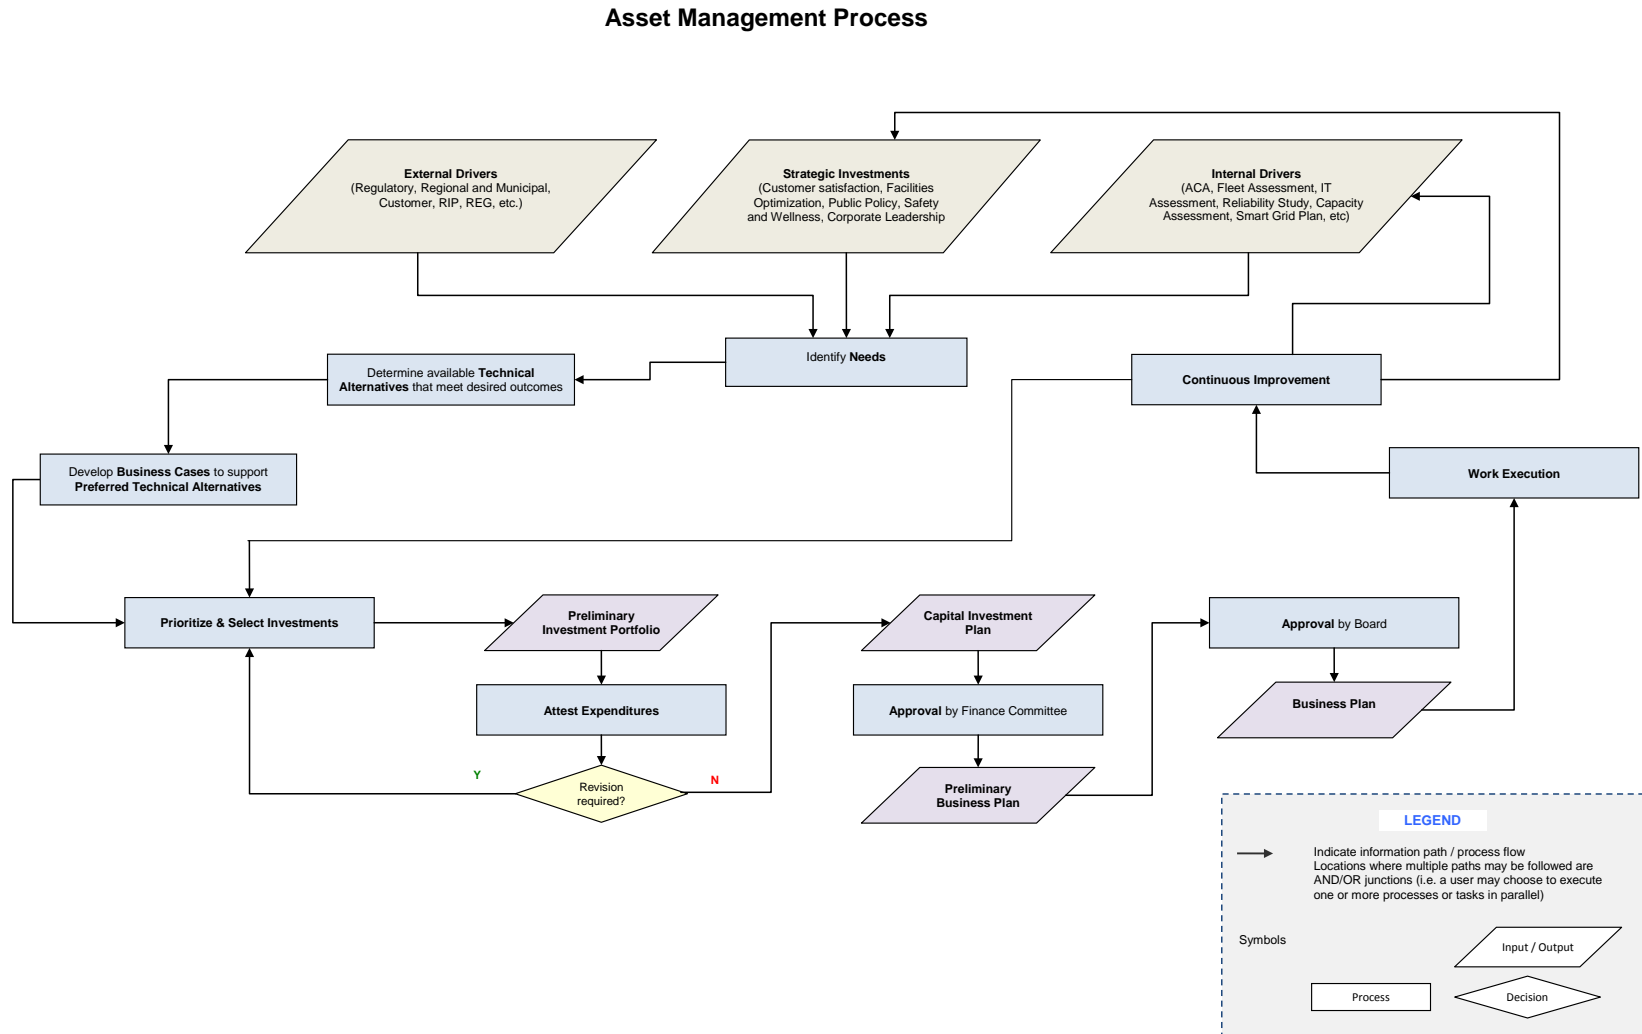 Asset Management Process
External Drivers
(Regulatory, Regional and Municipal,
Customer, RIP, REG, etc.)
Strategic Investments
(Customer satisfaction, Facilities
Optimization, Public Policy, Safety
and Wellness, Corporate Leadership
Internal Drivers
(ACA, Fleet Assessment, IT
Assessment, Reliability Study, Capacity
Assessment, Smart Grid Plan, etc)
Identify Needs
Determine available Technical
Alternatives that meet desired outcomes
Continuous Improvement
Develop Business Cases to support
Preferred Technical Alternatives
Work Execution
Prioritize & Select Investments
Preliminary
Investment Portfolio
Capital Investment
Plan
Approval by Board
Attest Expenditures
Approval by Finance Committee
Business Plan
Y
Revision
required?
N
Preliminary
Business Plan
LEGEND
Indicate information path / process flow
Locations where multiple paths may be followed are
AND/OR junctions (i.e. a user may choose to execute
one or more processes or tasks in parallel)
Symbols
Input / Output
Process
Decision